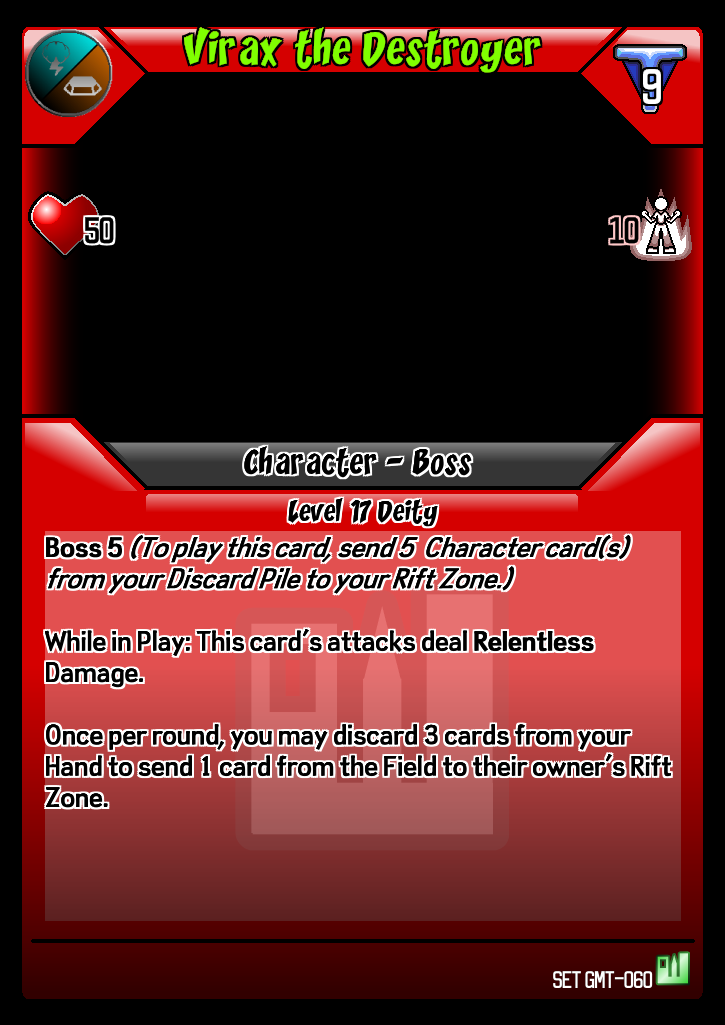 Virax the Destroyer
9
50
10
Character - Boss
Level 17 Deity
Boss 5 (To play this card, send 5 Character card(s)
from your Discard Pile to your Rift Zone.)
While in Play: This card's attacks deal Relentless
Damage.
Once per round, you may discard 3 cards from your
Hand to send 1 card from the Field to their owner's Rift
Zone.
SET GMT-060